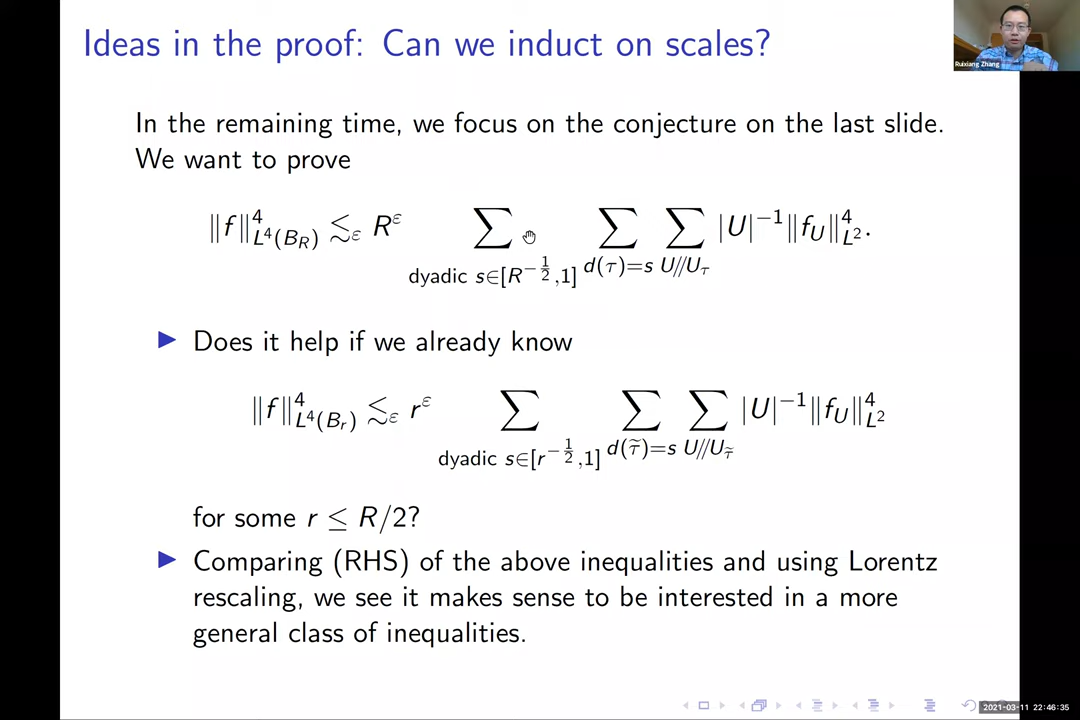 Ideas in the proof: Can we induct on scales?
Ruixiang Zhang
In the remaining time, we focus on the conjecture on the last slide.
We want to prove
‖f‖^4_{L^4(B_R)} ≲_ε R^ε ∑_{dyadic s∈[R^{-1/2},1]} ∑_{d(τ)=s} ∑_{U//U_τ} |U|^{-1}‖f_U‖^4_{L^2}.
▶ Does it help if we already know
‖f‖^4_{L^4(B_r)} ≲_ε r^ε ∑_{dyadic s∈[r^{-1/2},1]} ∑_{d(τ̃)=s} ∑_{U//U_τ̃} |U|^{-1}‖f_U‖^4_{L^2}
for some r ≤ R/2?
▶ Comparing (RHS) of the above inequalities and using Lorentz
rescaling, we see it makes sense to be interested in a more
general class of inequalities.
2021-03-11 22:46:35